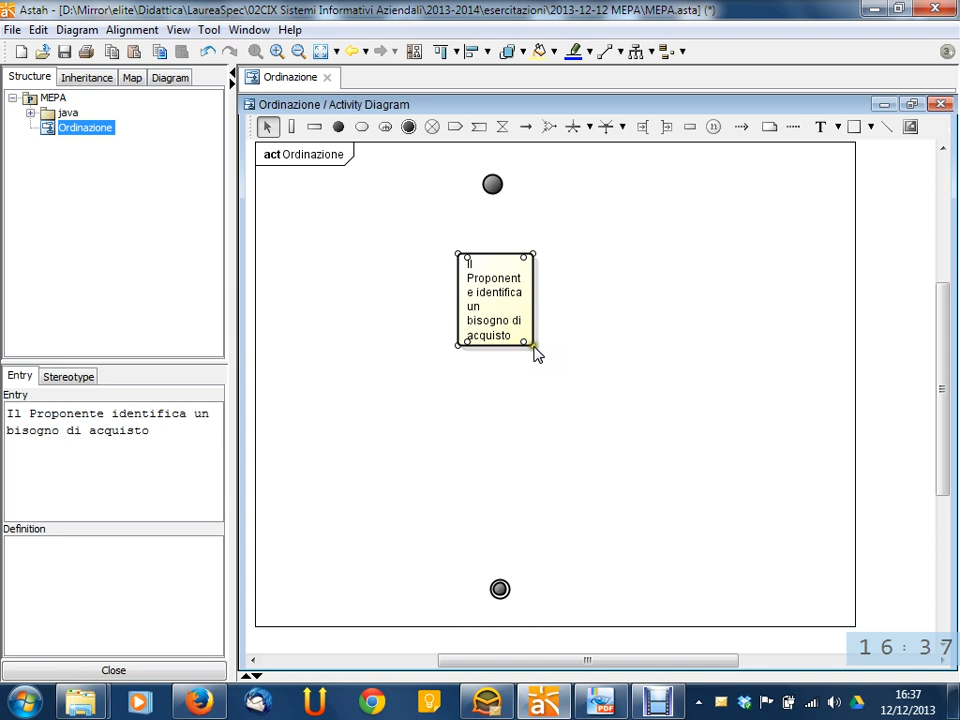 Astah - [D:\Mirror\elite\Didattica\LaureaSpec\02CIX Sistemi Informativi Aziendali\2013-2014\esercitazioni\2013-12-12 MEPA\MEPA.asta] (*)
File Edit Diagram Alignment View Tool Window Help
3
Structure Inheritance Map Diagram
Ordinazione
MEPA
java
Ordinazione
Ordinazione / Activity Diagram
n
T
act Ordinazione
Il
Proponent
e identifica
un
bisogno di
acquisto
Entry Stereotype
Entry
Il Proponente identifica un
bisogno di acquisto
Definition
Close
16:37
PDF
16:37
12/12/2013